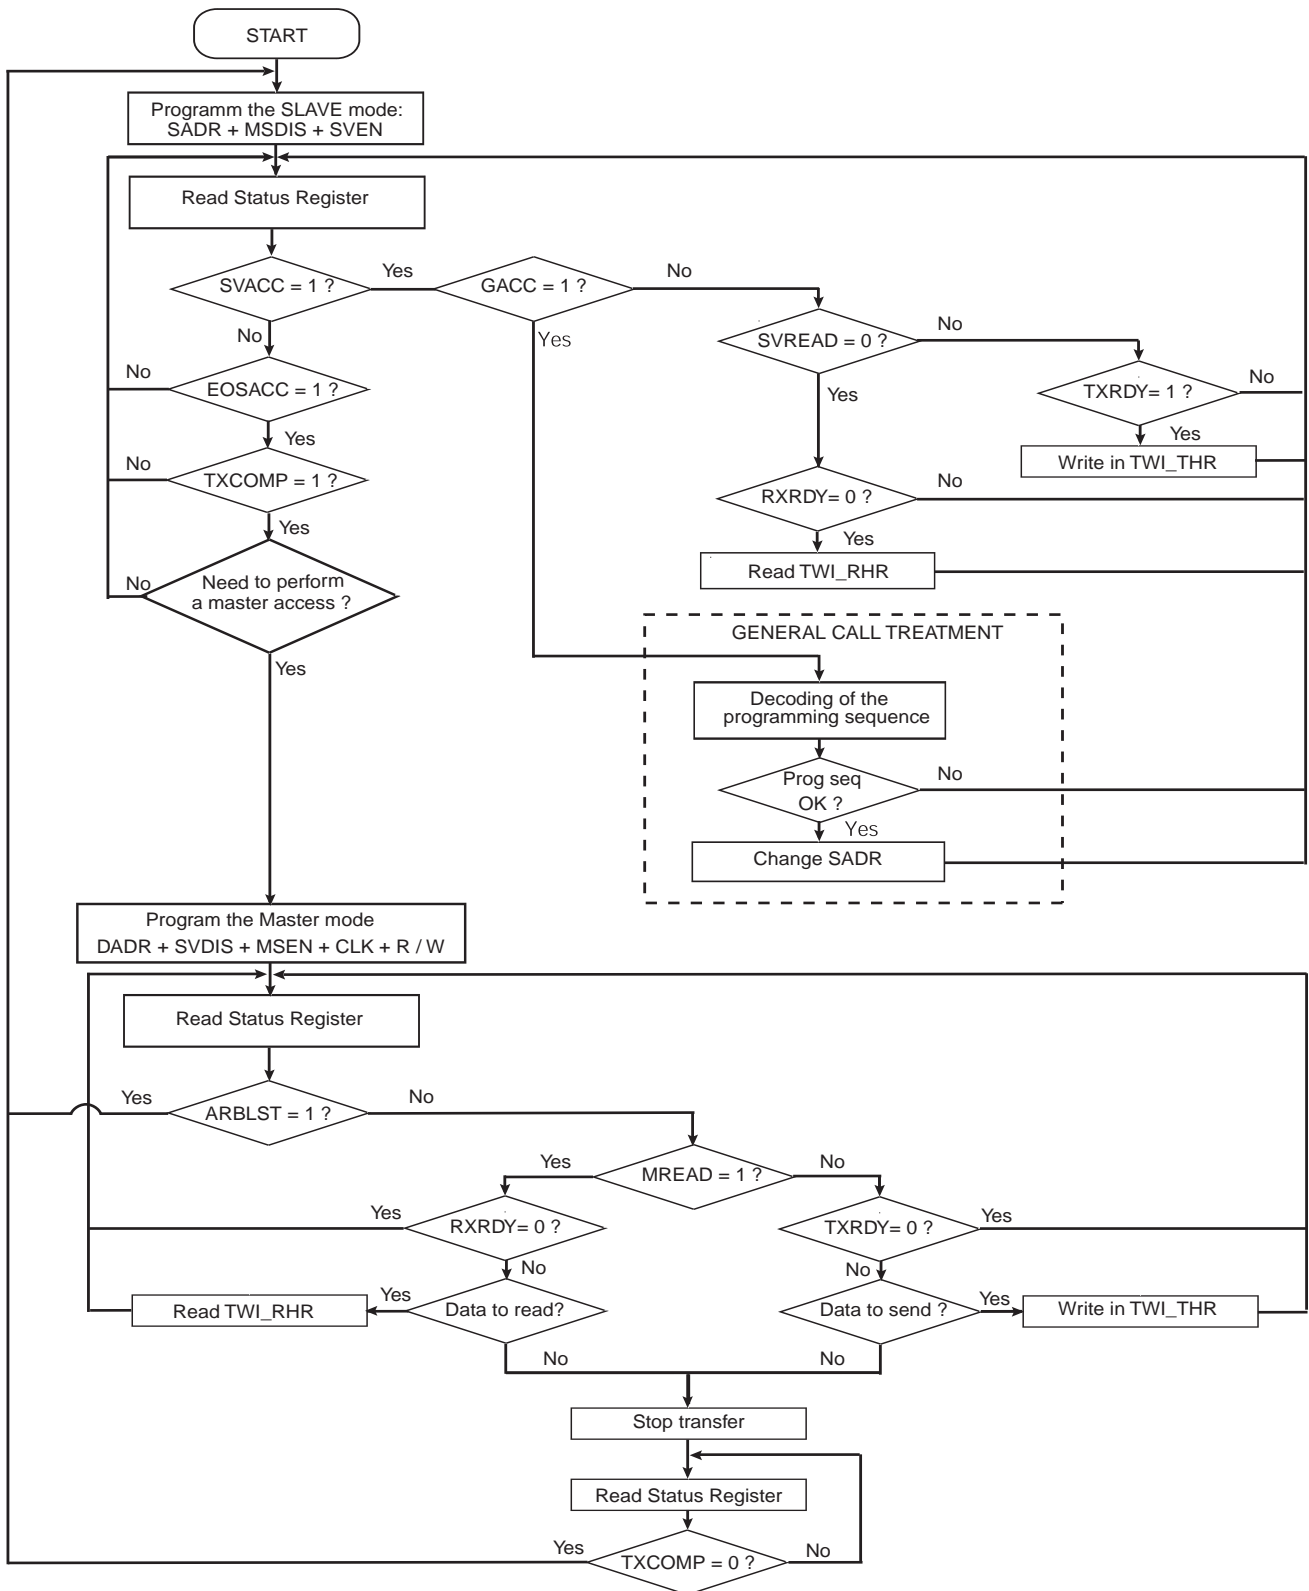 START
Programm the SLAVE mode:
SADR + MSDIS + SVEN
Read Status Register
SVACC = 1 ?
Yes
GACC = 1 ?
No
No
Yes
SVREAD = 0 ?
No
EOSACC = 1 ?
No
Yes
TXRDY= 1 ?
No
Yes
Yes
Write in TWI_THR
TXCOMP = 1 ?
No
RXRDY= 0 ?
No
Yes
Yes
Read TWI_RHR
Need to perform
a master access ?
No
Yes
GENERAL CALL TREATMENT
Decoding of the
programming sequence
Prog seq
OK ?
No
Yes
Change SADR
Program the Master mode
DADR + SVDIS + MSEN + CLK + R / W
Read Status Register
Yes
ARBLST = 1 ?
No
Yes
MREAD = 1 ?
No
Yes
RXRDY= 0 ?
TXRDY= 0 ?
Yes
No
No
Read TWI_RHR
Yes
Data to read?
Data to send ?
Yes
Write in TWI_THR
No
No
Stop transfer
Read Status Register
Yes
TXCOMP = 0 ?
No